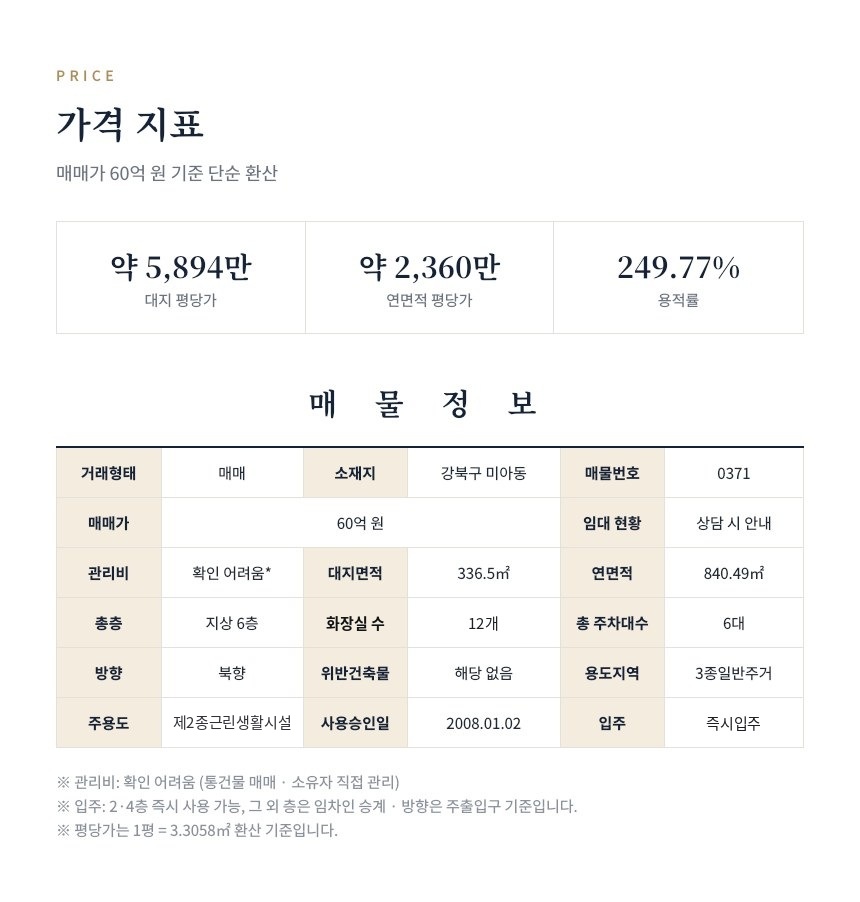 PRICE
가격 지표
매매가 60억 원 기준 단순 환산
약 5,894만 약 2,360만 249.77%
대지 평당가 연면적 평당가 용적률
매 물 정 보
거래형태 매매 소재지 강북구 미아동 매물번호 0371
매매가 60억 원 임대 현황 상담 시 안내
관리비 확인 어려움* 대지면적 336.5㎡ 연면적 840.49㎡
총층 지상 6층 화장실 수 12개 총 주차대수 6대
방향 북향 위반건축물 해당 없음 용도지역 3종일반주거
주용도 제2종근린생활시설 사용승인일 2008.01.02 입주 즉시입주
※ 관리비: 확인 어려움 (통건물 매매 · 소유자 직접 관리)
※ 입주: 2·4층 즉시 사용 가능, 그 외 층은 임차인 승계 · 방향은 주출입구 기준입니다.
※ 평당가는 1평 = 3.3058㎡ 환산 기준입니다.